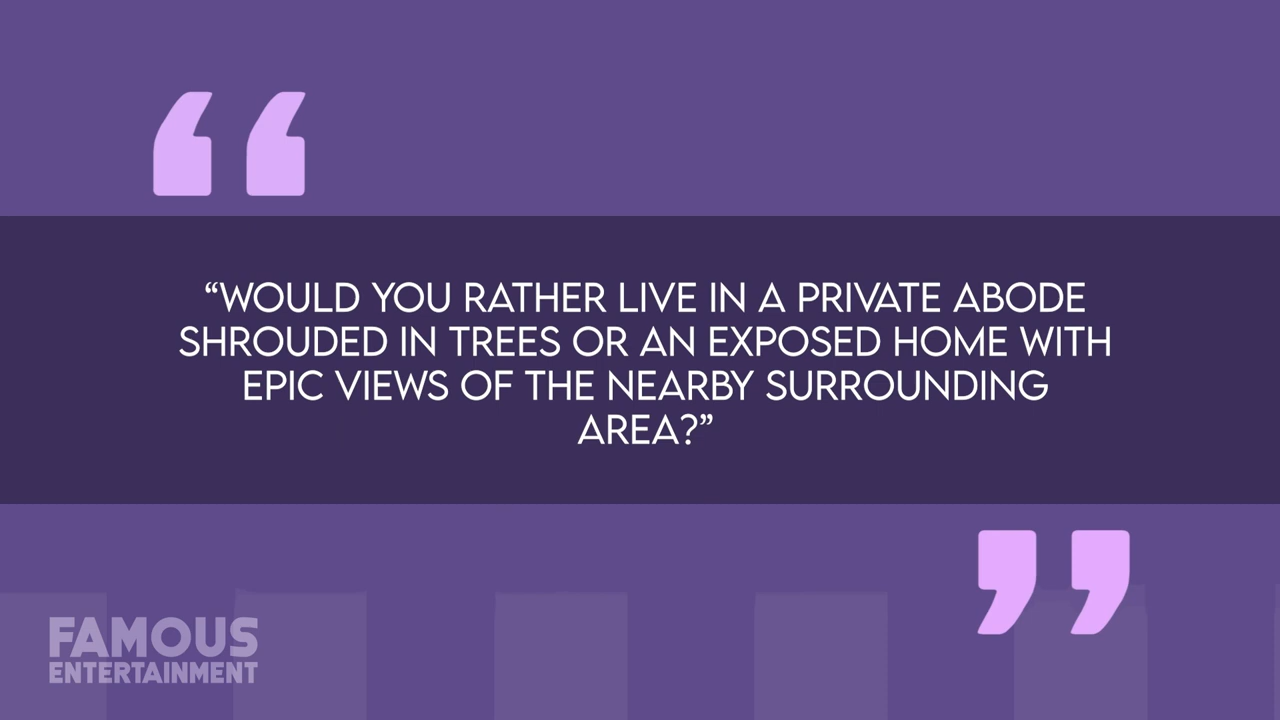 “WOULD YOU RATHER LIVE IN A PRIVATE ABODE
SHROUDED IN TREES OR AN EXPOSED HOME WITH
EPIC VIEWS OF THE NEARBY SURROUNDING
AREA?”
FAMOUS
ENTERTAINMENT